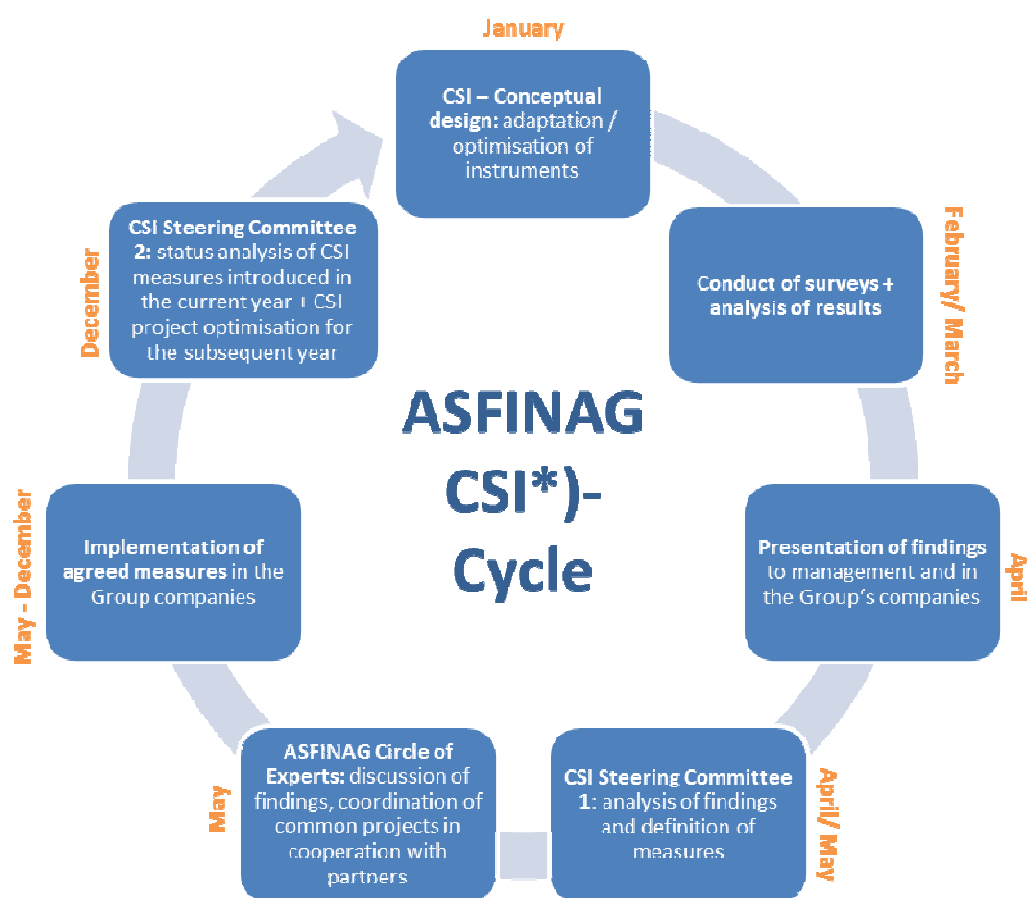 January
CSI – Conceptual
design: adaptation /
optimisation of
instruments
February/ March
Conduct of surveys +
analysis of results
April
Presentation of findings
to management and in
the Group's companies
April/ May
CSI Steering Committee
1: analysis of findings
and definition of
measures
May
ASFINAG Circle of
Experts: discussion of
findings, coordination of
common projects in
cooperation with
partners
May - December
Implementation of
agreed measures in the
Group companies
December
CSI Steering Committee
2: status analysis of CSI
measures introduced in
the current year + CSI
project optimisation for
the subsequent year
ASFINAG
CSI*)-
Cycle